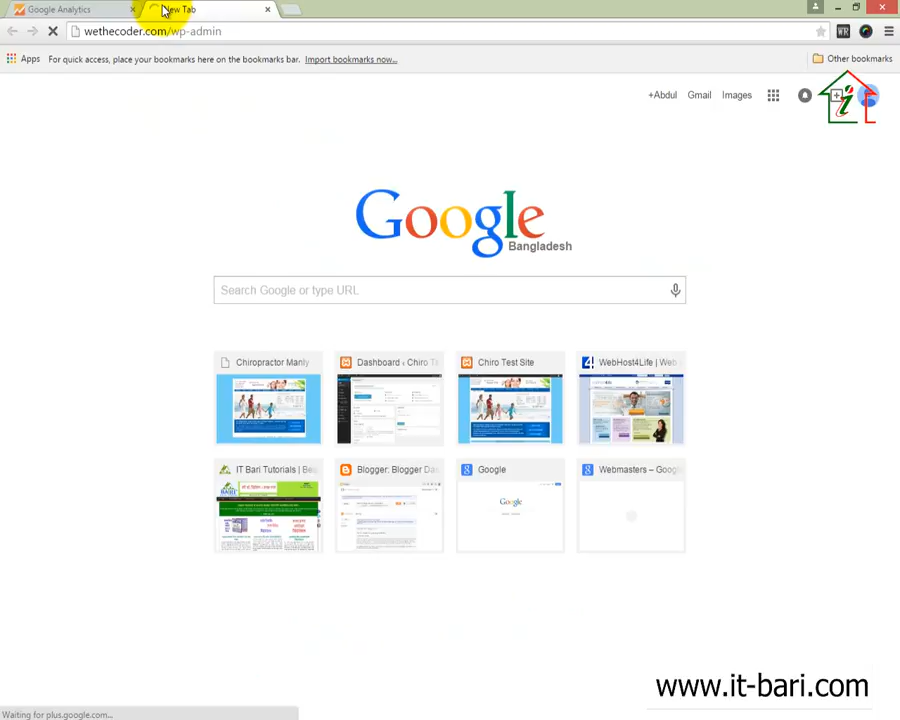 Google Analytics
New Tab
wethecoder.com/wp-admin
Apps
For quick access, place your bookmarks here on the bookmarks bar.
Import bookmarks now...
Other bookmarks
+Abdul
Gmail
Images
Google
Bangladesh
Search Google or type URL
Chiropractor Manly
Dashboard ‹ Chiro T
Chiro Test Site
WebHost4Life | Web
IT Bari Tutorials | Be
Blogger: Blogger Da
Google
Webmasters – Goog
www.it-bari.com
Waiting for plus.google.com...